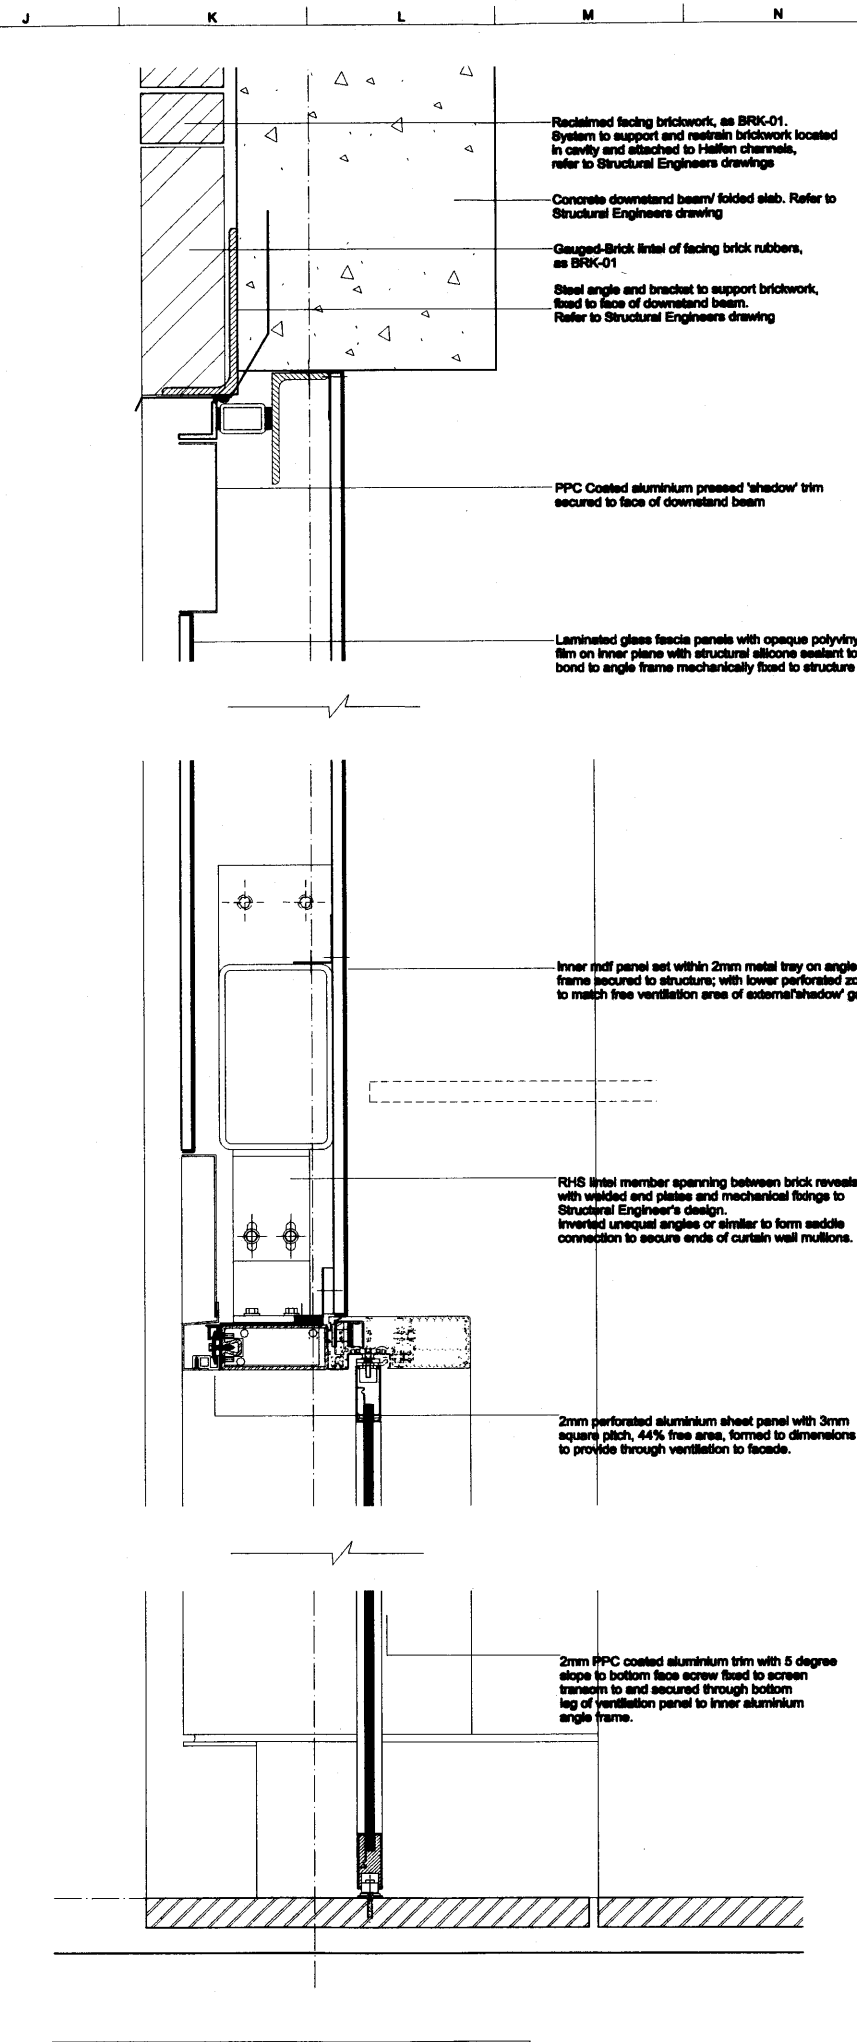 J K L M N
Reclaimed facing brickwork, as BRK-01.
System to support and restrain brickwork located
in cavity and attached to Halfen channels,
refer to Structural Engineers drawings
Concrete downstand beam/ folded slab. Refer to
Structural Engineers drawing
Gauged-Brick lintel of facing brick rubbers,
as BRK-01
Steel angle and bracket to support brickwork,
fixed to face of downstand beam.
Refer to Structural Engineers drawing
PPC Coated aluminium pressed 'shadow' trim
secured to face of downstand beam
Laminated glass fascia panels with opaque polyviny
film on inner plane with structural silicone sealant to
bond to angle frame mechanically fixed to structure
Inner mdf panel set within 2mm metal tray on angle
frame secured to structure; with lower perforated zo
to match free ventilation area of external'shadow' g
RHS lintel member spanning between brick reveals
with welded end plates and mechanical fixings to
Structural Engineer's design.
Inverted unequal angles or similar to form saddle
connection to secure ends of curtain wall mullions.
2mm perforated aluminium sheet panel with 3mm
square pitch, 44% free area, formed to dimensions
to provide through ventilation to facade.
2mm PPC coated aluminium trim with 5 degree
slope to bottom face screw fixed to screen
transom to and secured through bottom
leg of ventilation panel to inner aluminium
angle frame.